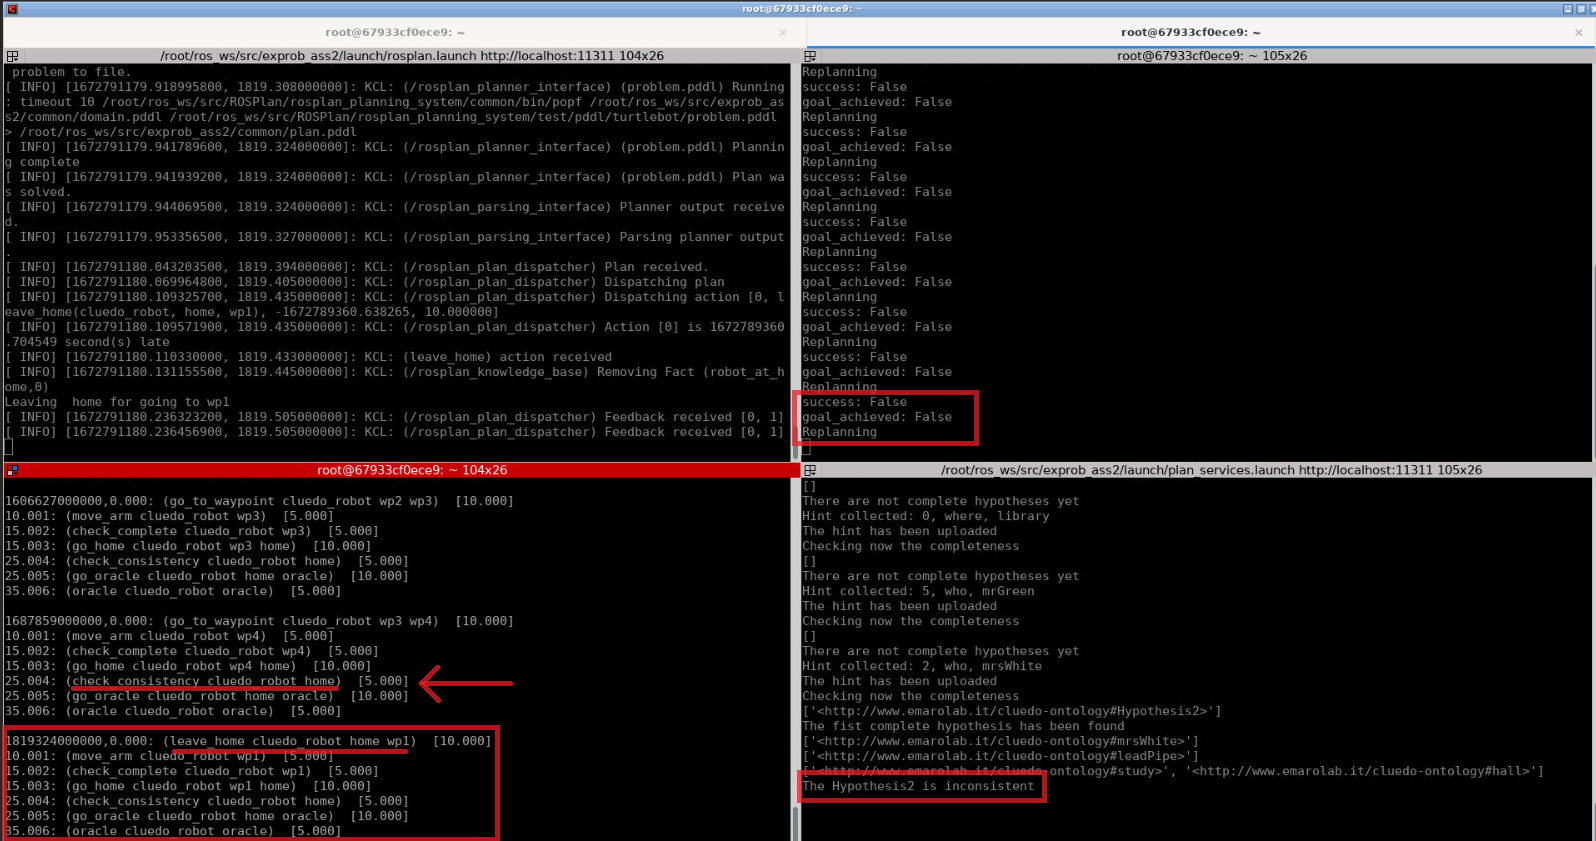 root@67933cf0ece9: ~
root@67933cf0ece9: ~ ×
root@67933cf0ece9: ~ ×
/root/ros_ws/src/exprob_ass2/launch/rosplan.launch http://localhost:11311 104x26
problem to file.
[ INFO] [1672791179.918995800, 1819.308000000]: KCL: (/rosplan_planner_interface) (problem.pddl) Running
: timeout 10 /root/ros_ws/src/ROSPlan/rosplan_planning_system/common/bin/popf /root/ros_ws/src/exprob_as
s2/common/domain.pddl /root/ros_ws/src/ROSPlan/rosplan_planning_system/test/pddl/turtlebot/problem.pddl
> /root/ros_ws/src/exprob_ass2/common/plan.pddl
[ INFO] [1672791179.941789600, 1819.324000000]: KCL: (/rosplan_planner_interface) (problem.pddl) Plannin
g complete
[ INFO] [1672791179.941939200, 1819.324000000]: KCL: (/rosplan_planner_interface) (problem.pddl) Plan wa
s solved.
[ INFO] [1672791179.944069500, 1819.324000000]: KCL: (/rosplan_parsing_interface) Planner output receive
d.
[ INFO] [1672791179.953356500, 1819.327000000]: KCL: (/rosplan_parsing_interface) Parsing planner output
.
[ INFO] [1672791180.043203500, 1819.394000000]: KCL: (/rosplan_plan_dispatcher) Plan received.
[ INFO] [1672791180.069964800, 1819.405000000]: KCL: (/rosplan_plan_dispatcher) Dispatching plan
[ INFO] [1672791180.109325700, 1819.435000000]: KCL: (/rosplan_plan_dispatcher) Dispatching action [0, l
eave_home(cluedo_robot, home, wp1), -1672789360.638265, 10.000000]
[ INFO] [1672791180.109571900, 1819.435000000]: KCL: (/rosplan_plan_dispatcher) Action [0] is 1672789360
.704549 second(s) late
[ INFO] [1672791180.110330000, 1819.433000000]: KCL: (leave_home) action received
[ INFO] [1672791180.131155500, 1819.445000000]: KCL: (/rosplan_knowledge_base) Removing Fact (robot_at_h
ome,0)
Leaving  home for going to wp1
[ INFO] [1672791180.236323200, 1819.505000000]: KCL: (/rosplan_plan_dispatcher) Feedback received [0, 1]
[ INFO] [1672791180.236456900, 1819.505000000]: KCL: (/rosplan_plan_dispatcher) Feedback received [0, 1]
root@67933cf0ece9: ~ 105x26
Replanning
success: False
goal_achieved: False
Replanning
success: False
goal_achieved: False
Replanning
success: False
goal_achieved: False
Replanning
success: False
goal_achieved: False
Replanning
success: False
goal_achieved: False
Replanning
success: False
goal_achieved: False
Replanning
success: False
goal_achieved: False
Replanning
success: False
goal_achieved: False
Replanning
root@67933cf0ece9: ~ 104x26
1606627000000,0.000: (go_to_waypoint cluedo_robot wp2 wp3)  [10.000]
10.001: (move_arm cluedo_robot wp3)  [5.000]
15.002: (check_complete cluedo_robot wp3)  [5.000]
15.003: (go_home cluedo_robot wp3 home)  [10.000]
25.004: (check_consistency cluedo_robot home)  [5.000]
25.005: (go_oracle cluedo_robot home oracle)  [10.000]
35.006: (oracle cluedo_robot oracle)  [5.000]
1687859000000,0.000: (go_to_waypoint cluedo_robot wp3 wp4)  [10.000]
10.001: (move_arm cluedo_robot wp4)  [5.000]
15.002: (check_complete cluedo_robot wp4)  [5.000]
15.003: (go_home cluedo_robot wp4 home)  [10.000]
25.004: (check_consistency cluedo_robot home)  [5.000]
25.005: (go_oracle cluedo_robot home oracle)  [10.000]
35.006: (oracle cluedo_robot oracle)  [5.000]
1819324000000,0.000: (leave_home cluedo_robot home wp1)  [10.000]
10.001: (move_arm cluedo_robot wp1)  [5.000]
15.002: (check_complete cluedo_robot wp1)  [5.000]
15.003: (go_home cluedo_robot wp1 home)  [10.000]
25.004: (check_consistency cluedo_robot home)  [5.000]
25.005: (go_oracle cluedo_robot home oracle)  [10.000]
35.006: (oracle cluedo_robot oracle)  [5.000]
/root/ros_ws/src/exprob_ass2/launch/plan_services.launch http://localhost:11311 105x26
[]
There are not complete hypotheses yet
Hint collected: 0, where, library
The hint has been uploaded
Checking now the completeness
[]
There are not complete hypotheses yet
Hint collected: 5, who, mrGreen
The hint has been uploaded
Checking now the completeness
[]
There are not complete hypotheses yet
Hint collected: 2, who, mrsWhite
The hint has been uploaded
Checking now the completeness
['<http://www.emarolab.it/cluedo-ontology#Hypothesis2>']
The fist complete hypothesis has been found
['<http://www.emarolab.it/cluedo-ontology#mrsWhite>']
['<http://www.emarolab.it/cluedo-ontology#leadPipe>']
['<http://www.emarolab.it/cluedo-ontology#study>', '<http://www.emarolab.it/cluedo-ontology#hall>']
The Hypothesis2 is inconsistent